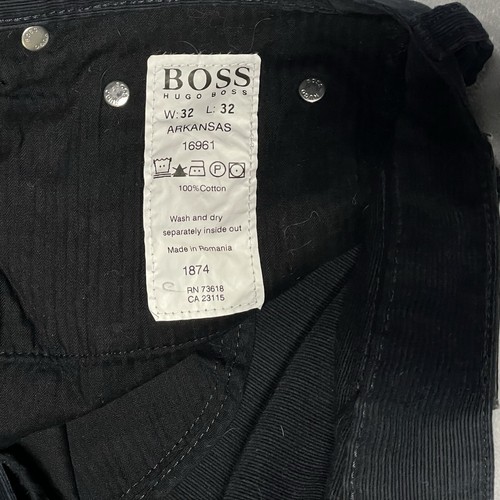 BOSS
HUGO BOSS
W: 32 L: 32
ARKANSAS
16961
P
100% Cotton
Wash and dry
separately inside out
Made in Romania
1874
RN 73618
CA 23115